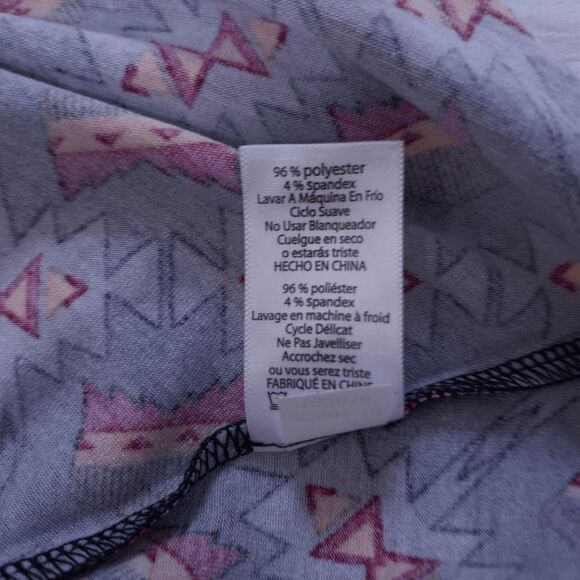 96 % polyester
4 % spandex
Lavar A Máquina En Frío
Ciclo Suave
No Usar Blanqueador
Cuelgue en seco
o estarás triste
HECHO EN CHINA
96 % poliéster
4 % spandex
Lavage en machine à froid
Cycle Délicat
Ne Pas Javelliser
Accrochez sec
ou vous serez triste
FABRIQUÉ EN CHINE